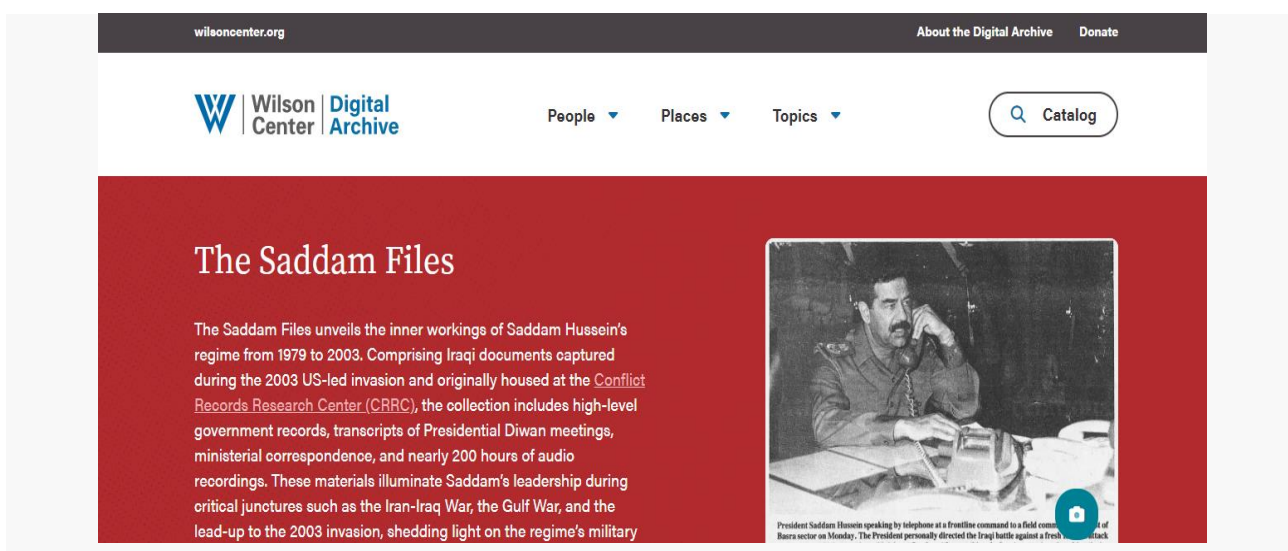 wilsoncenter.org
About the Digital Archive
Donate
Wilson Center
Digital Archive
People
Places
Topics
Catalog
The Saddam Files
The Saddam Files unveils the inner workings of Saddam Hussein's
regime from 1979 to 2003. Comprising Iraqi documents captured
during the 2003 US-led invasion and originally housed at the Conflict
Records Research Center (CRRC), the collection includes high-level
government records, transcripts of Presidential Diwan meetings,
ministerial correspondence, and nearly 200 hours of audio
recordings. These materials illuminate Saddam's leadership during
critical junctures such as the Iran-Iraq War, the Gulf War, and the
lead-up to the 2003 invasion, shedding light on the regime's military
President Saddam Hussein speaking by telephone at a frontline command to a field of
Basra sector on Monday. The President personally directed the Iraqi battle against a fresh